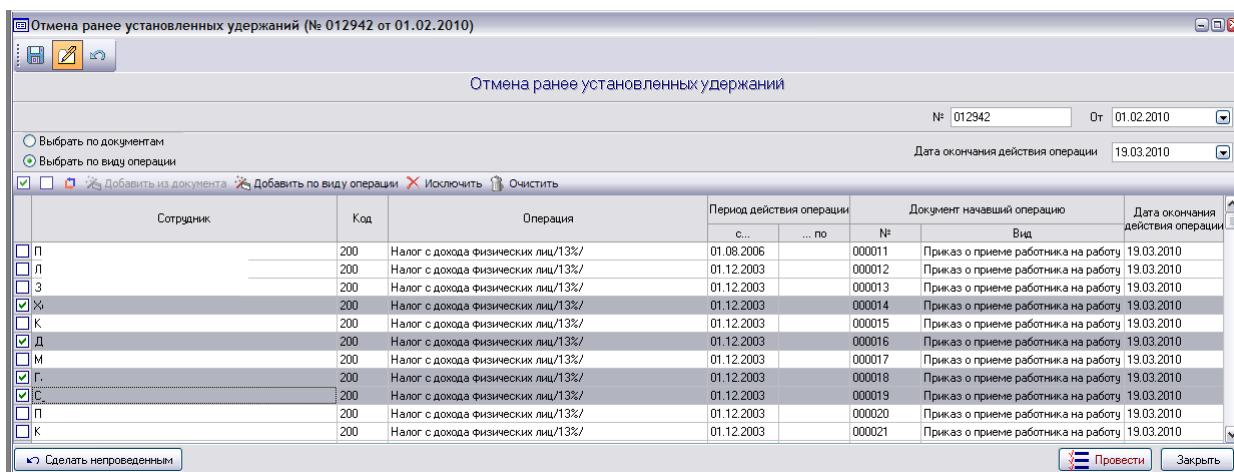 Отмена ранее установленных удержаний (№ 012942 от 01.02.2010)
Отмена ранее установленных удержаний
№ 012942 От 01.02.2010
Выбрать по документам
Выбрать по виду операции
Дата окончания действия операции 19.03.2010
Добавить из документа Добавить по виду операции Исключить Очистить
Сотрудник Код Операция Период действия операции Документ начавший операцию Дата окончания действия операции
с... ... по № Вид
П 200 Налог с дохода физических лиц/13%/ 01.08.2006 000011 Приказ о приеме работника на работу 19.03.2010
Л 200 Налог с дохода физических лиц/13%/ 01.12.2003 000012 Приказ о приеме работника на работу 19.03.2010
З 200 Налог с дохода физических лиц/13%/ 01.12.2003 000013 Приказ о приеме работника на работу 19.03.2010
Х 200 Налог с дохода физических лиц/13%/ 01.12.2003 000014 Приказ о приеме работника на работу 19.03.2010
К 200 Налог с дохода физических лиц/13%/ 01.12.2003 000015 Приказ о приеме работника на работу 19.03.2010
Д 200 Налог с дохода физических лиц/13%/ 01.12.2003 000016 Приказ о приеме работника на работу 19.03.2010
М 200 Налог с дохода физических лиц/13%/ 01.12.2003 000017 Приказ о приеме работника на работу 19.03.2010
Г 200 Налог с дохода физических лиц/13%/ 01.12.2003 000018 Приказ о приеме работника на работу 19.03.2010
С 200 Налог с дохода физических лиц/13%/ 01.12.2003 000019 Приказ о приеме работника на работу 19.03.2010
П 200 Налог с дохода физических лиц/13%/ 01.12.2003 000020 Приказ о приеме работника на работу 19.03.2010
К 200 Налог с дохода физических лиц/13%/ 01.12.2003 000021 Приказ о приеме работника на работу 19.03.2010
Сделать непроведенным Провести Закрыть